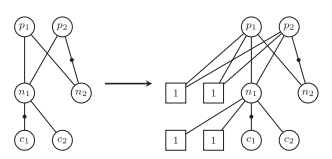 p₁ p₂ p₁ p₂
n₁ n₂ 1 1 n₁ n₂
c₁ c₂ 1 1 c₁ c₂